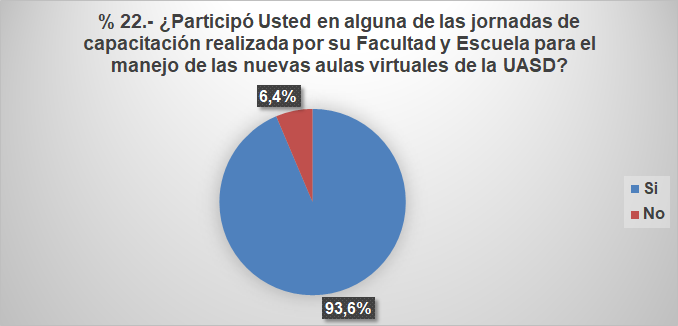 % 22.- ¿Participó Usted en alguna de las jornadas de
capacitación realizada por su Facultad y Escuela para el
manejo de las nuevas aulas virtuales de la UASD?
6,4%
Si
No
93,6%